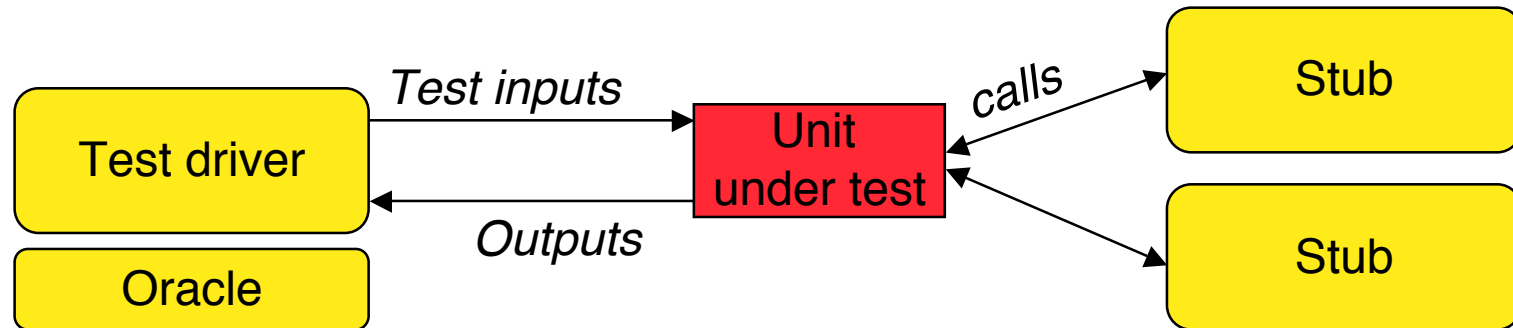 Test driver
Oracle
Test inputs
Outputs
Unit
under test
calls
Stub
Stub